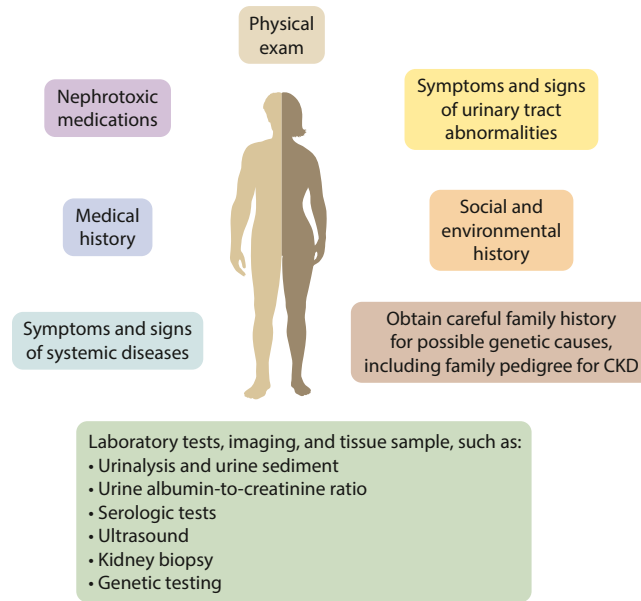 Physical
exam
Nephrotoxic
medications
Symptoms and signs
of urinary tract
abnormalities
Medical
history
Social and
environmental
history
Symptoms and signs
of systemic diseases
Obtain careful family history
for possible genetic causes,
including family pedigree for CKD
Laboratory tests, imaging, and tissue sample, such as:
• Urinalysis and urine sediment
• Urine albumin-to-creatinine ratio
• Serologic tests
• Ultrasound
• Kidney biopsy
• Genetic testing